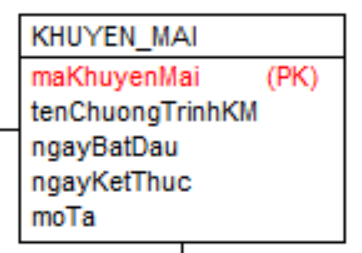 KHUYEN_MAI
maKhuyenMai (PK)
tenChuongTrinhKM
ngayBatDau
ngayKetThuc
moTa